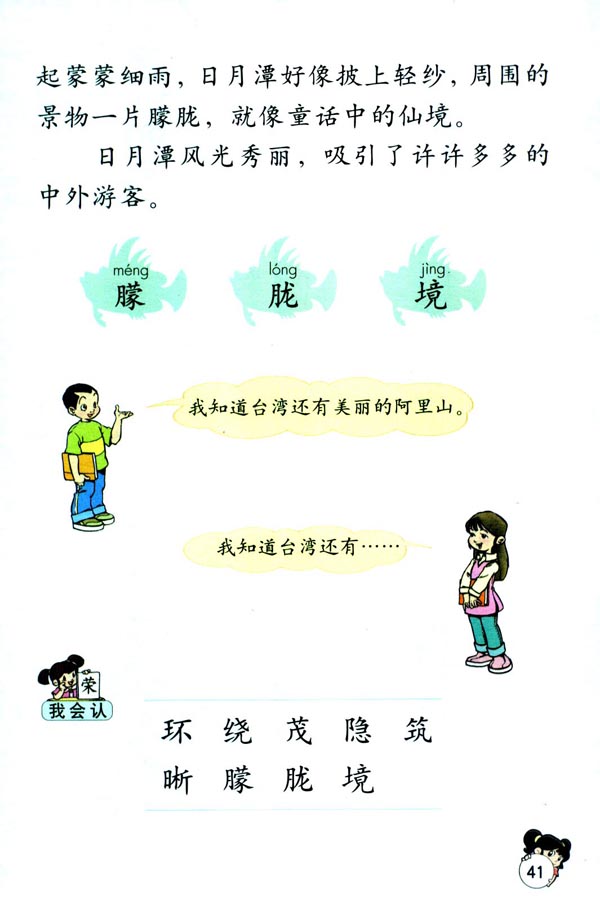 起蒙蒙细雨，日月潭好像披上轻纱，周围的
景物一片朦胧，就像童话中的仙境。
日月潭风光秀丽，吸引了许许多多的
中外游客。
méng lóng jìng
朦 胧 境
我知道台湾还有美丽的阿里山。
我知道台湾还有……
荣
我会认
环 绕 茂 隐 筑
晰 朦 胧 境
41